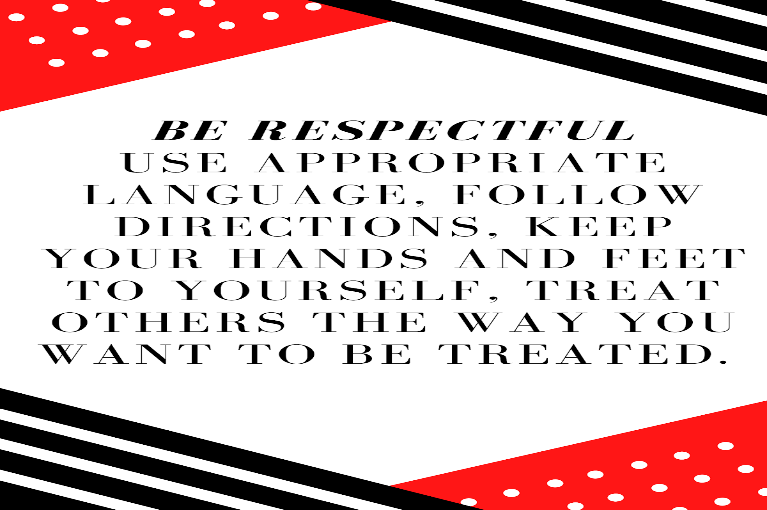 BE RESPECTFUL
USE APPROPRIATE
LANGUAGE, FOLLOW
DIRECTIONS, KEEP
YOUR HANDS AND FEET
TO YOURSELF, TREAT
OTHERS THE WAY YOU
WANT TO BE TREATED.